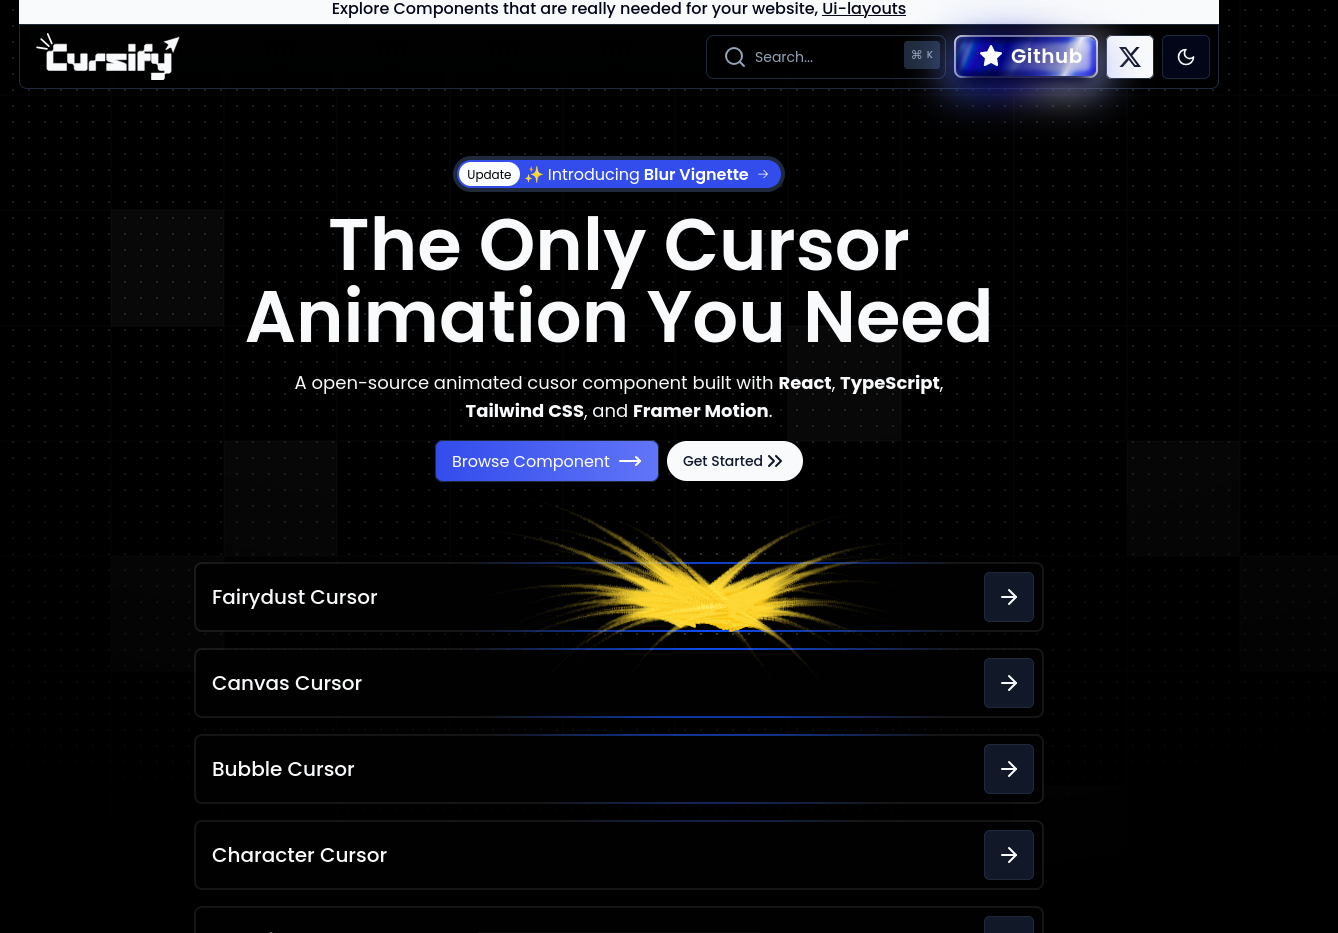 Explore Components that are really needed for your website, Ui-layouts
Cursify
Search...
⌘ K
Github
Update ✨ Introducing Blur Vignette →
The Only Cursor
Animation You Need
A open-source animated cusor component built with React, TypeScript,
Tailwind CSS, and Framer Motion.
Browse Component
Get Started
Fairydust Cursor
Canvas Cursor
Bubble Cursor
Character Cursor